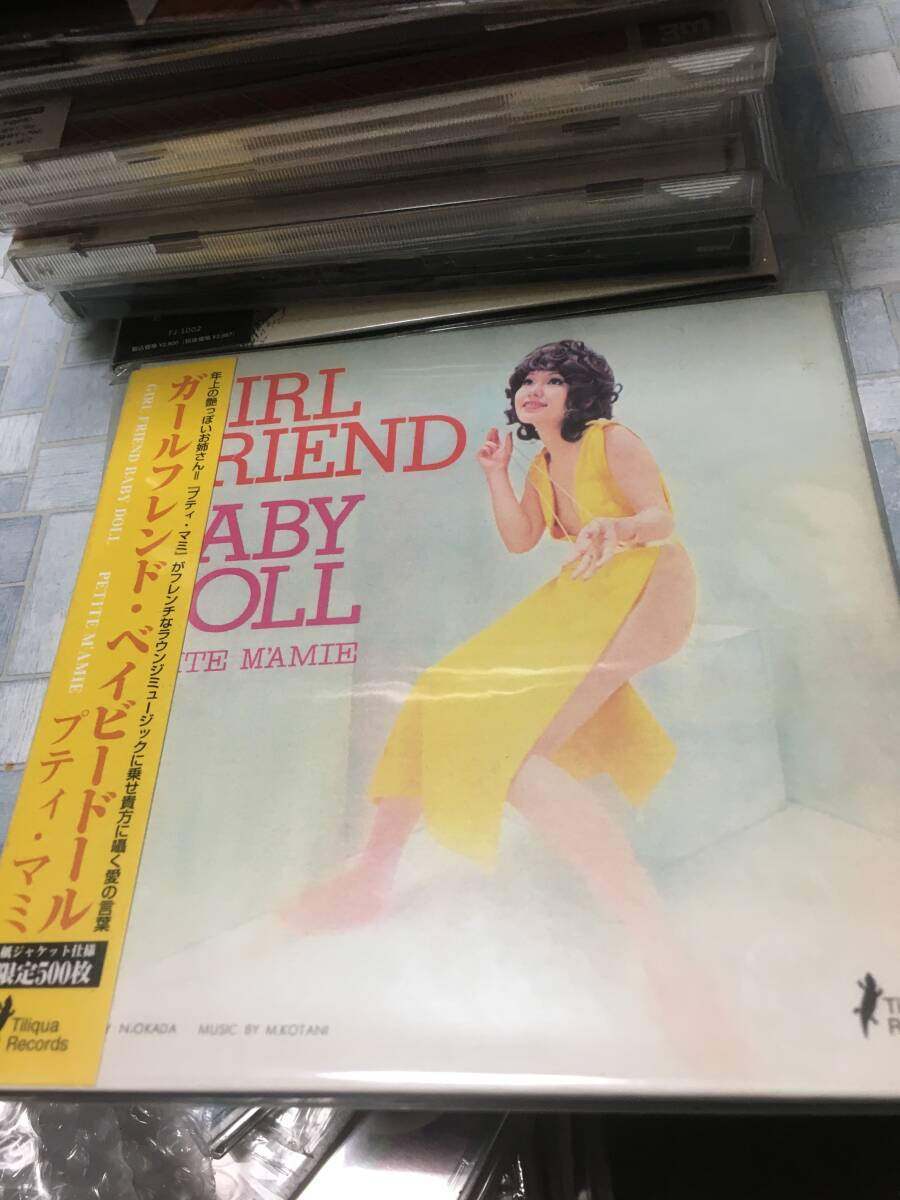 FJ-1002
GIRL FRIEND BABY DOLL PETITE M'AMIE
ガールフレンド・ベイビードール プティ・マミ
年上の艶っぽいお姉さん=「プティ・マミ」がフレンチなラウンジミュージックに乗せ貴方に囁く愛の言葉
紙ジャケット仕様
限定500枚
Tiliqua
Records
IRL
RIEND
ABY
OLL
ITE M'AMIE
Y N.OKADA MUSIC BY M.KOTANI